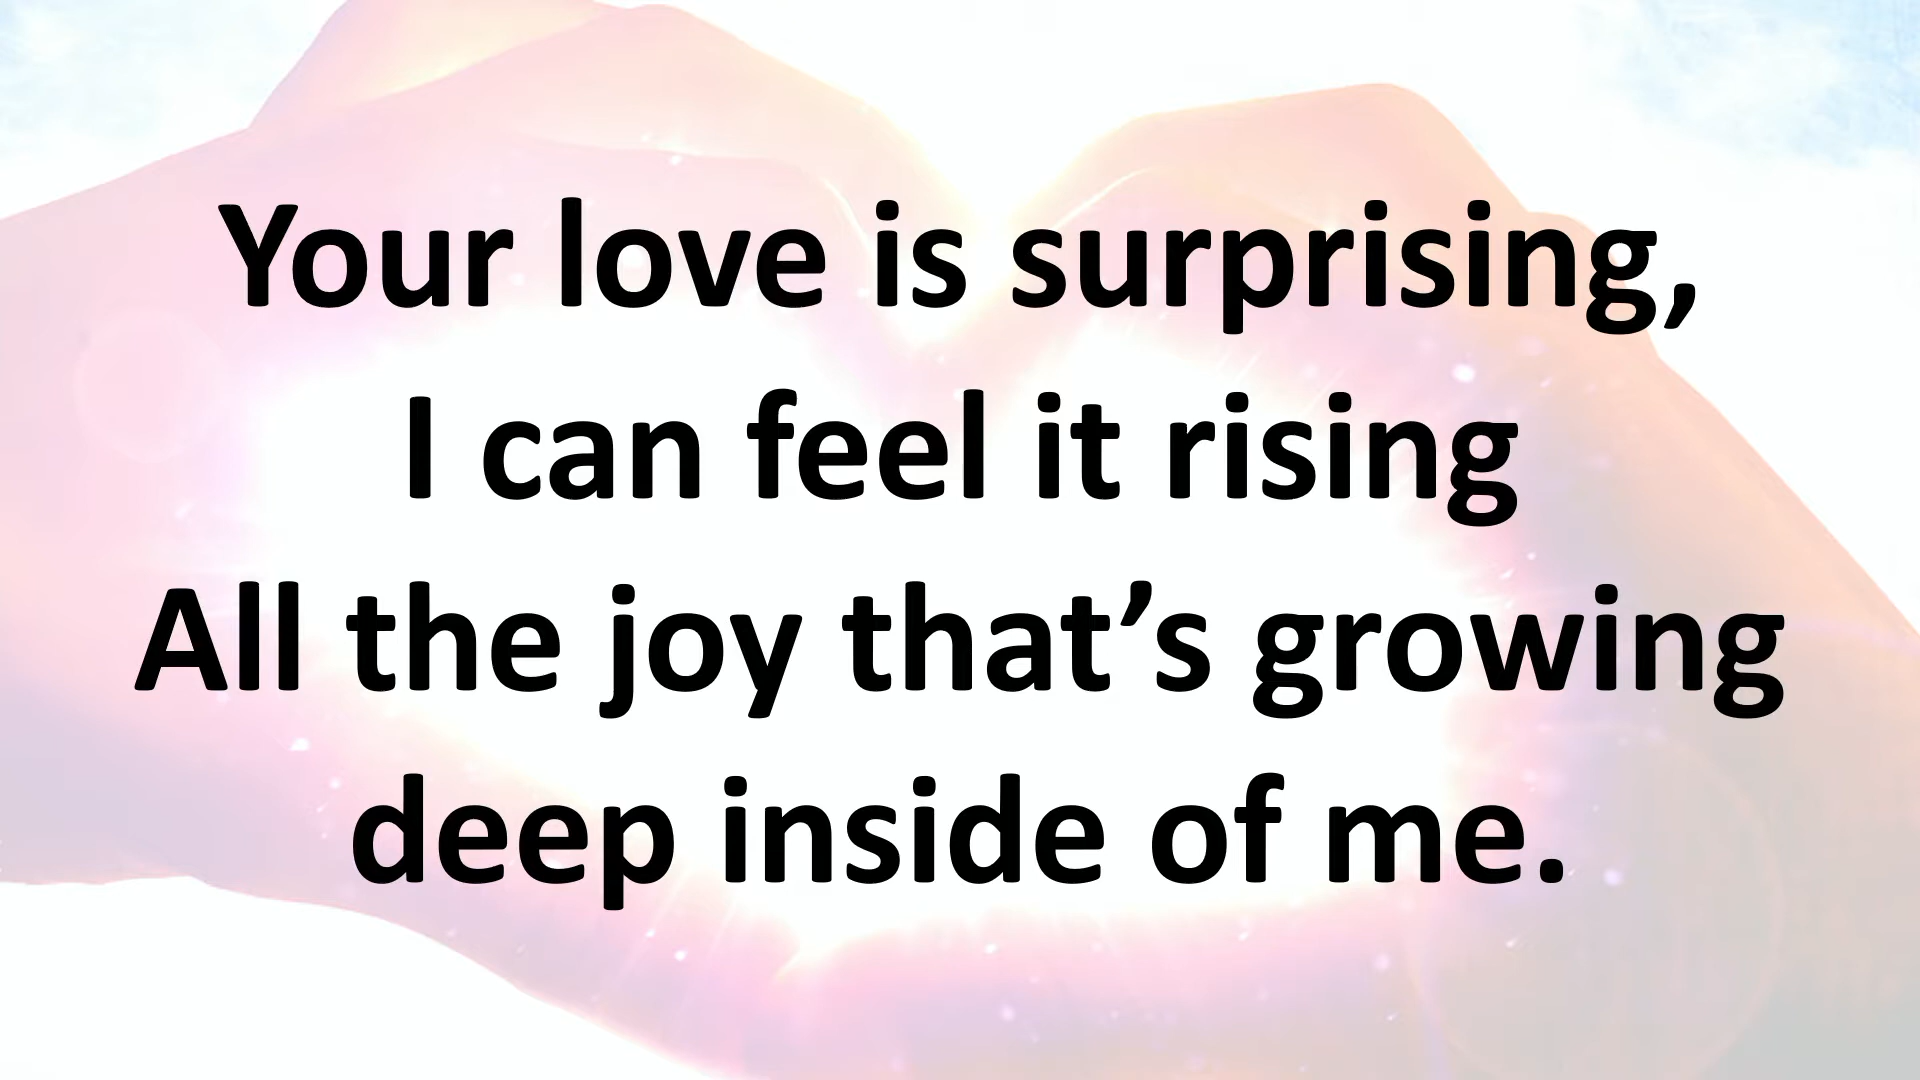 Your love is surprising,
I can feel it rising
All the joy that’s growing
deep inside of me.